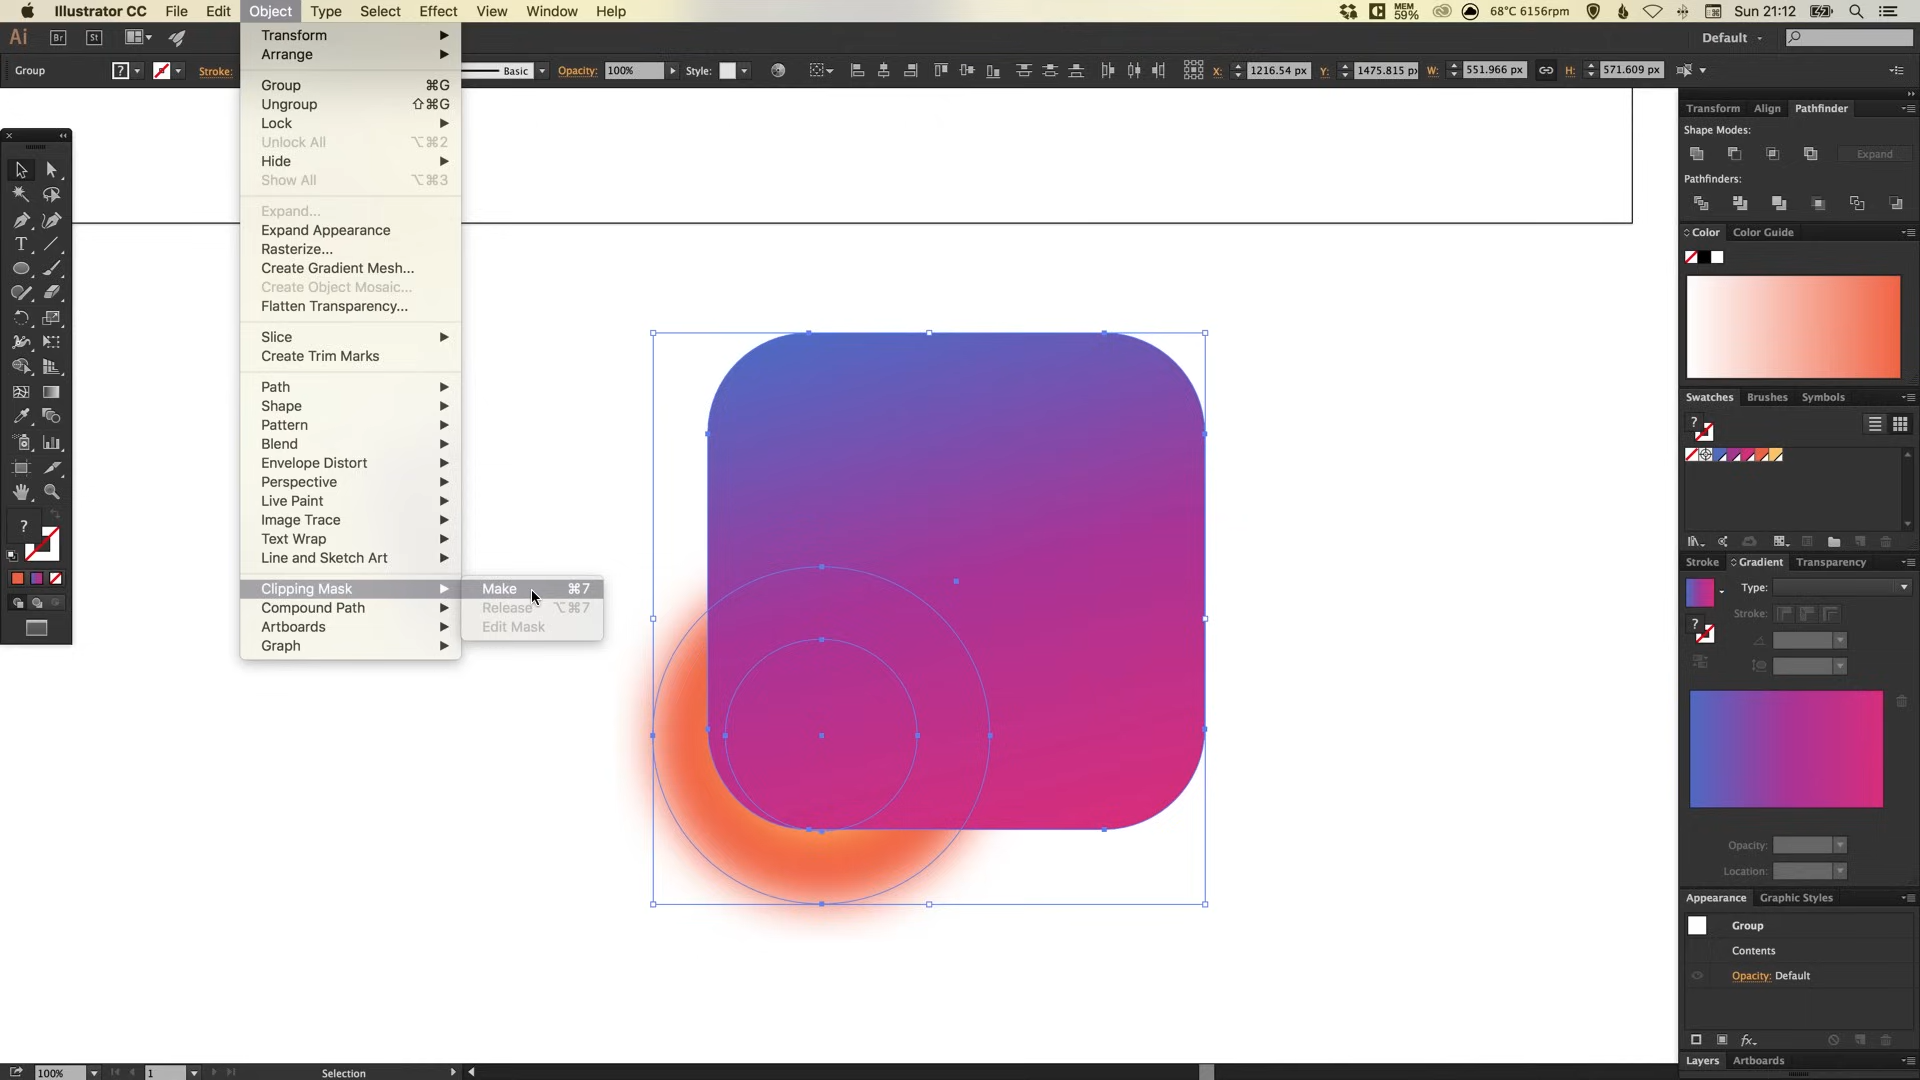 Illustrator CC File Edit Object Type Select Effect View Window Help
MEM 59% 68°C 6156rpm Sun 21:12
Ai Br St Default
Group ? Stroke: Basic Opacity: 100% Style: X: 1216.54 px Y: 1475.815 px W: 551.966 px H: 571.609 px
Transform
Arrange
Group ⌘G
Ungroup ⇧⌘G
Lock
Unlock All ⌥⌘2
Hide
Show All ⌥⌘3
Expand...
Expand Appearance
Rasterize...
Create Gradient Mesh...
Create Object Mosaic...
Flatten Transparency...
Slice
Create Trim Marks
Path
Shape
Pattern
Blend
Envelope Distort
Perspective
Live Paint
Image Trace
Text Wrap
Line and Sketch Art
Clipping Mask
Compound Path
Artboards
Graph
Make ⌘7
Release ⌥⌘7
Edit Mask
T
?
Transform Align Pathfinder
Shape Modes:
Expand
Pathfinders:
Color Color Guide
Swatches Brushes Symbols
?
Stroke Gradient Transparency
Type:
Stroke:
?
Opacity:
Location:
Appearance Graphic Styles
Group
Contents
Opacity: Default
fx
Layers Artboards
100% 1 Selection